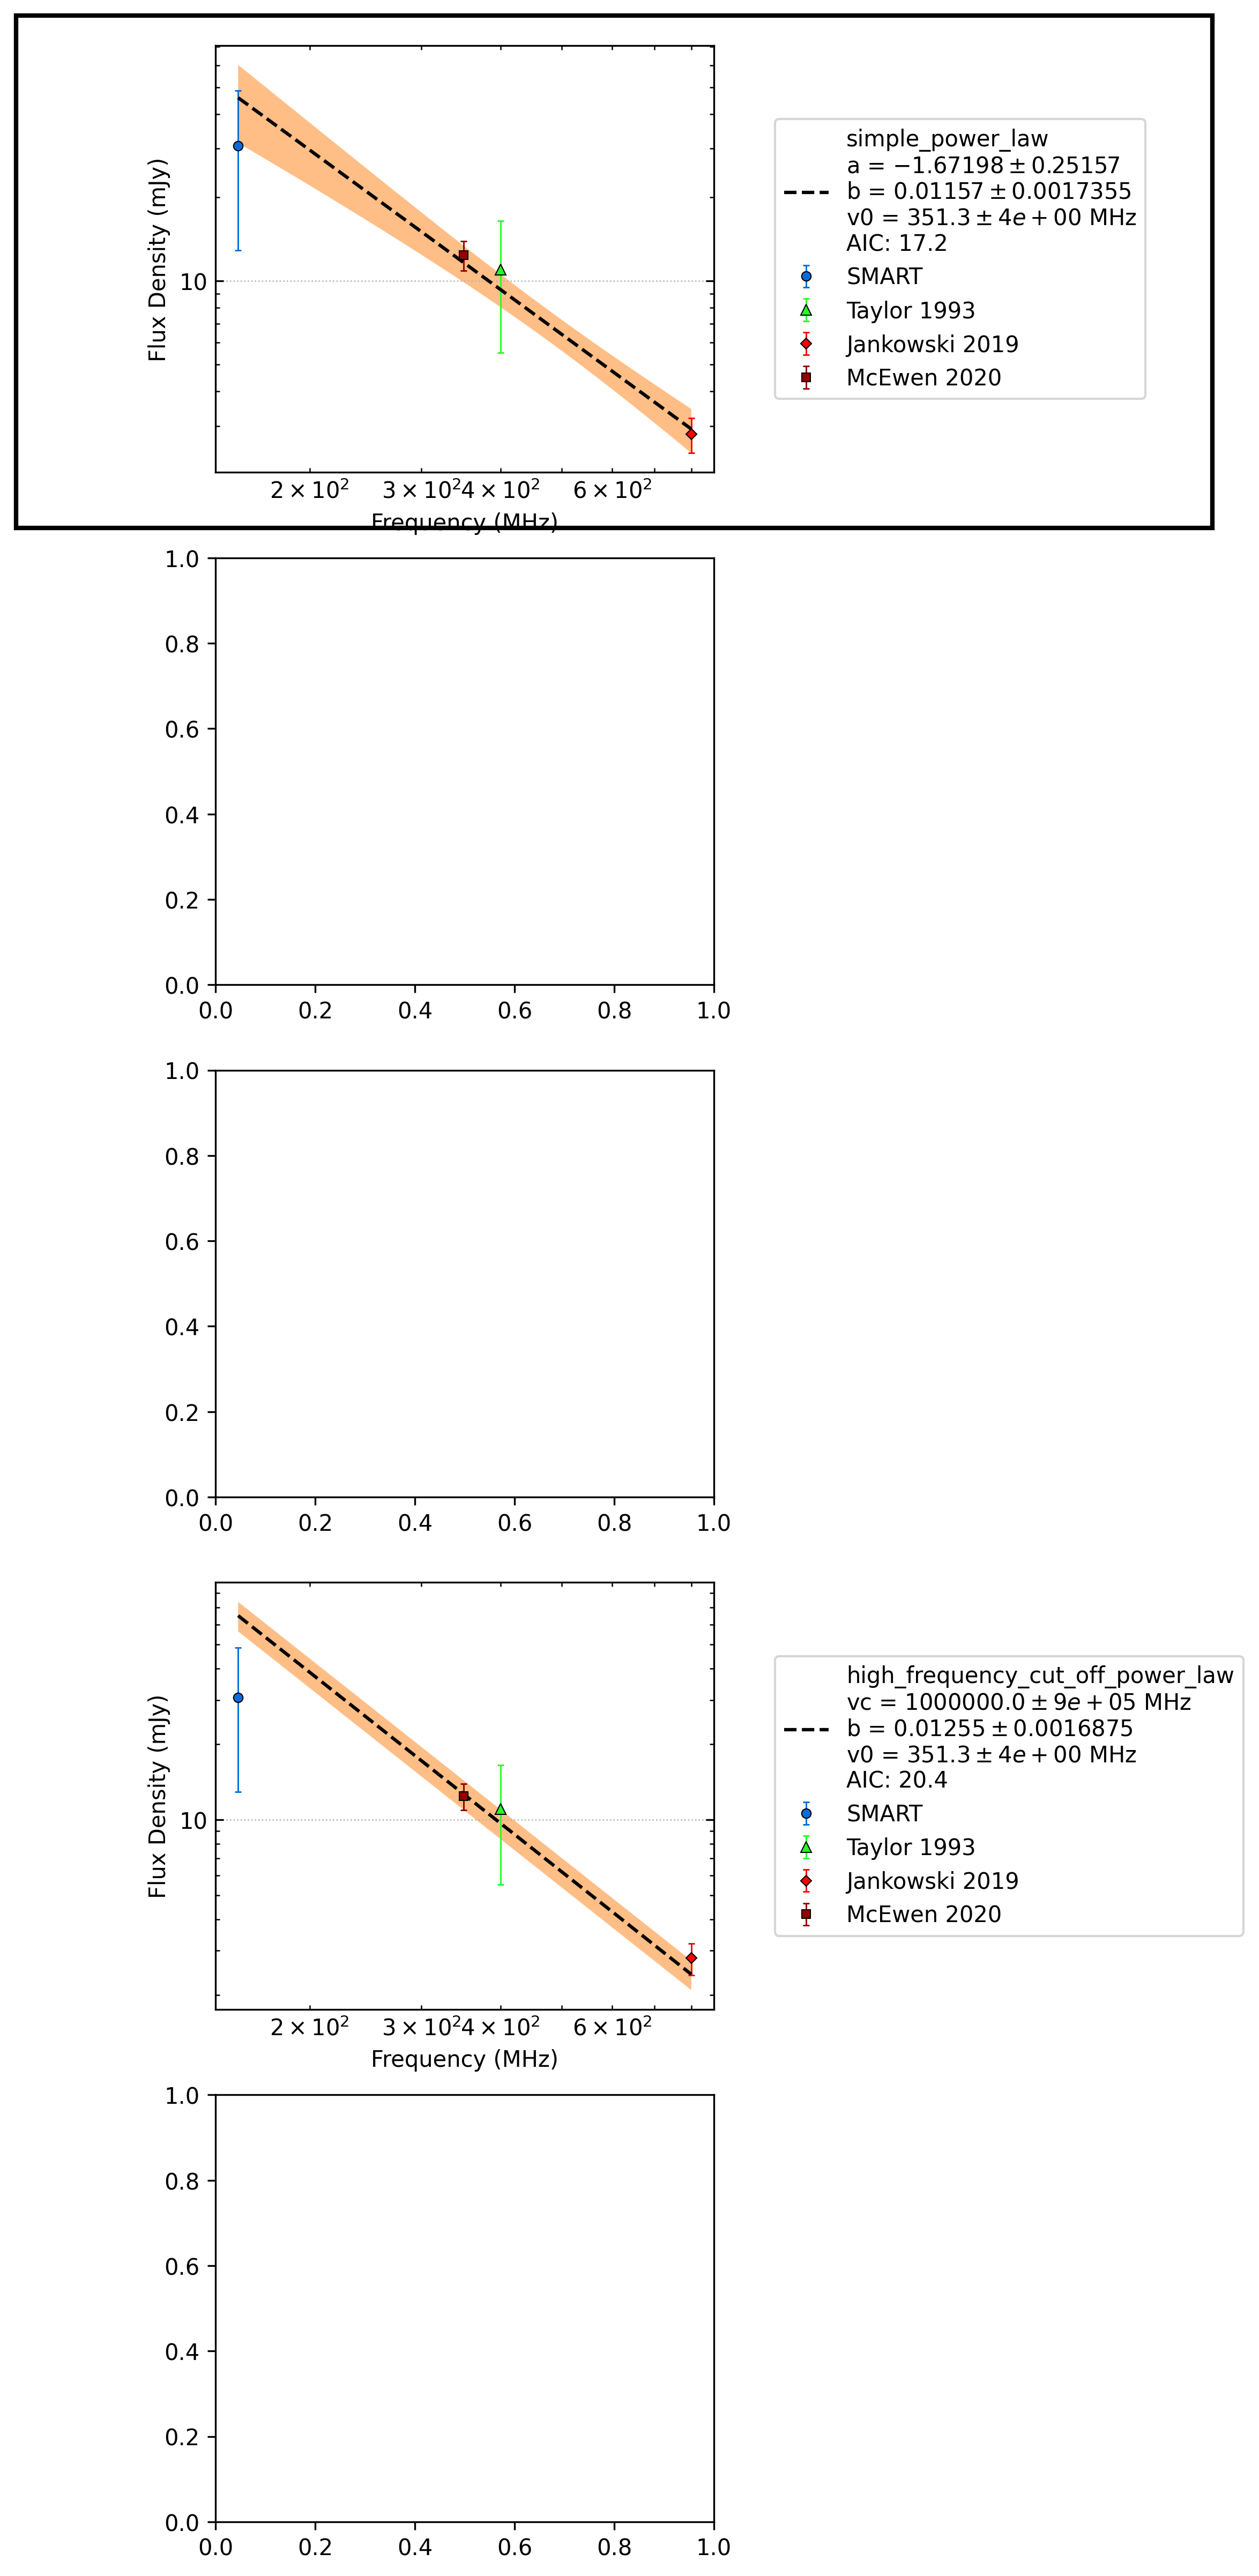 Flux Density (mJy)
10
2 × 10² 3 × 10² 4 × 10² 6 × 10²
Frequency (MHz)
simple_power_law
a = −1.67198 ± 0.25157
b = 0.01157 ± 0.0017355
v0 = 351.3 ± 4e + 00 MHz
AIC: 17.2
SMART
Taylor 1993
Jankowski 2019
McEwen 2020
1.0
0.8
0.6
0.4
0.2
0.0
0.0 0.2 0.4 0.6 0.8 1.0
1.0
0.8
0.6
0.4
0.2
0.0
0.0 0.2 0.4 0.6 0.8 1.0
Flux Density (mJy)
10
2 × 10² 3 × 10² 4 × 10² 6 × 10²
Frequency (MHz)
high_frequency_cut_off_power_law
vc = 1000000.0 ± 9e + 05 MHz
b = 0.01255 ± 0.0016875
v0 = 351.3 ± 4e + 00 MHz
AIC: 20.4
SMART
Taylor 1993
Jankowski 2019
McEwen 2020
1.0
0.8
0.6
0.4
0.2
0.0
0.0 0.2 0.4 0.6 0.8 1.0